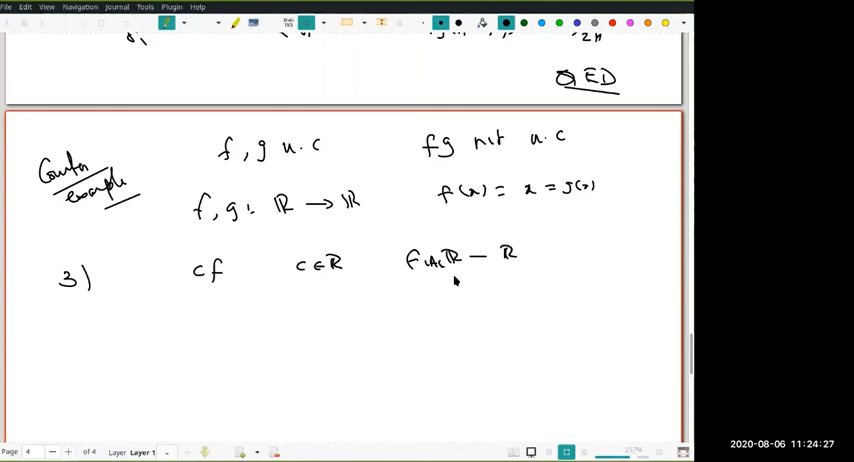 File Edit View Navigation Journal Tools Plugin Help
QED
Counter example
f, g u.c fg not u.c
f, g : ℝ → ℝ f(x) = x = g(x)
3) cf c ∈ ℝ f : A ⊂ ℝ — ℝ
Page 4 of 4 Layer Layer 1
2020-08-06 11:24:27